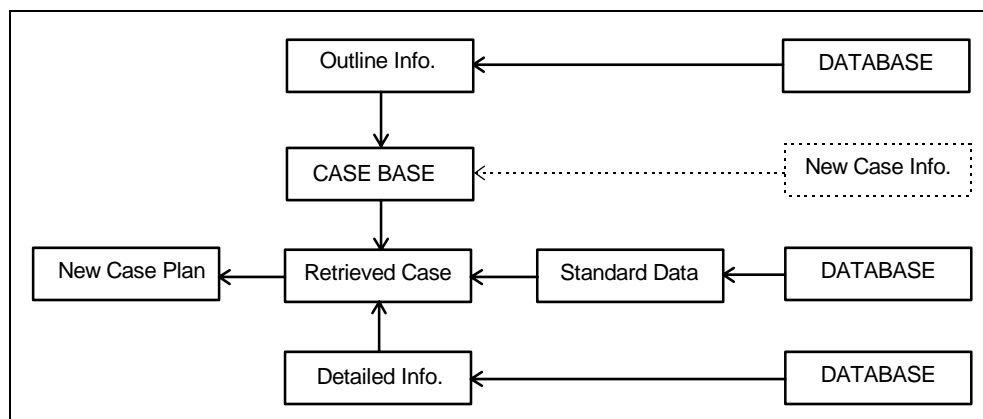 Outline Info.
DATABASE
CASE BASE
New Case Info.
New Case Plan
Retrieved Case
Standard Data
DATABASE
Detailed Info.
DATABASE